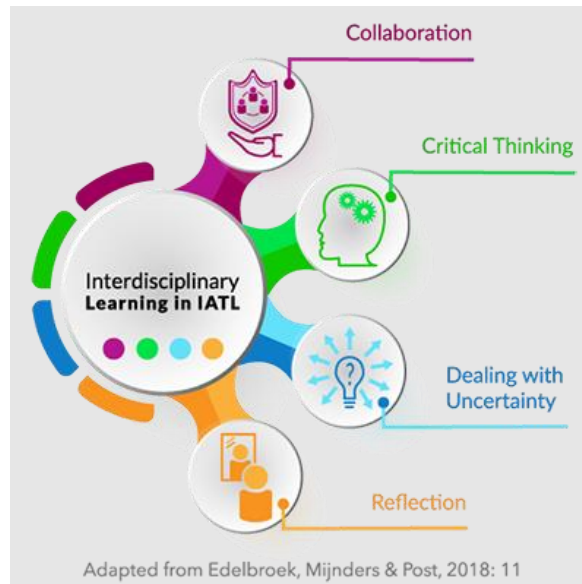 Collaboration
Critical Thinking
Interdisciplinary
Learning in IATL
?
Dealing with
Uncertainty
Reflection
Adapted from Edelbroek, Mijnders & Post, 2018: 11